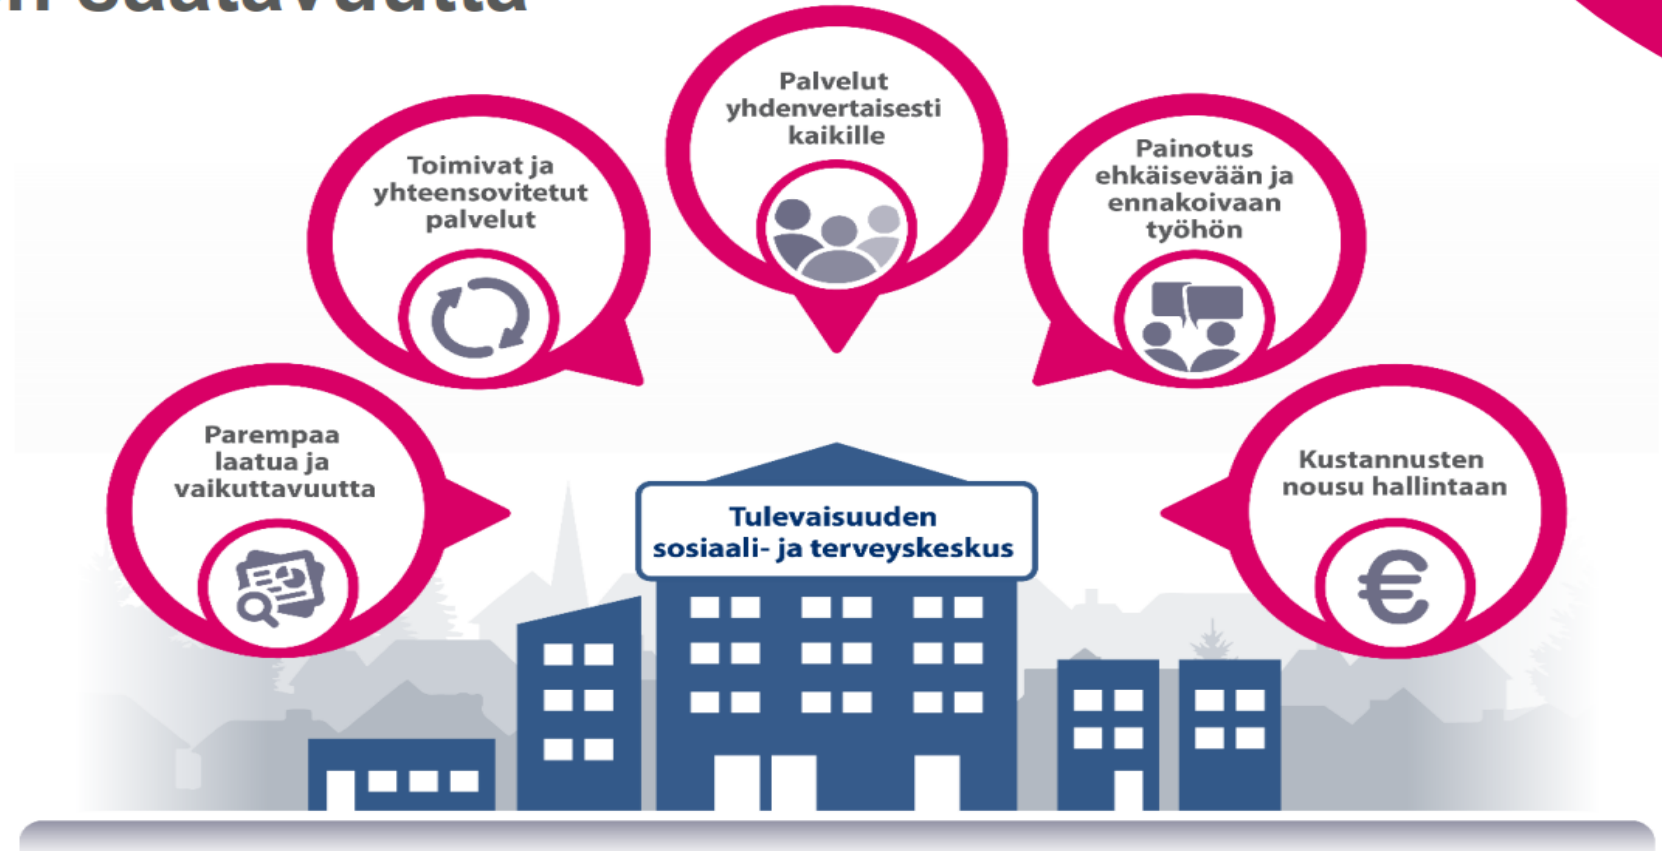 Palvelut
yhdenvertaisesti
kaikille
Toimivat ja
yhteensovitetut
palvelut
Painotus
ehkäisevään ja
ennakoivaan
työhön
Parempaa
laatua ja
vaikuttavuutta
Kustannusten
nousu hallintaan
€
Tulevaisuuden
sosiaali- ja terveyskeskus